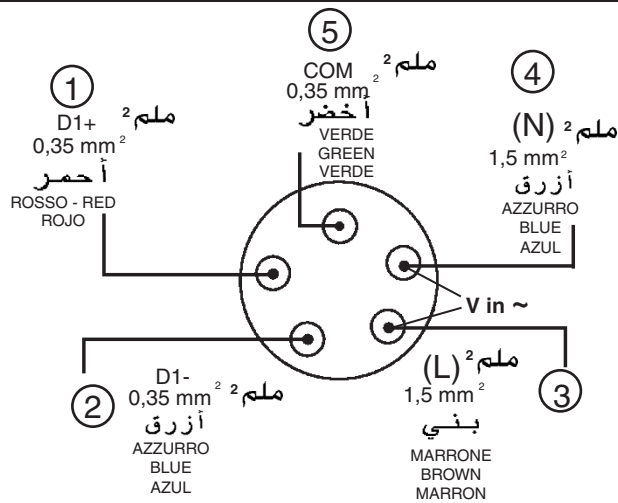 1
D1+
0,35 mm² ملم²
أحمر
ROSSO - RED
ROJO
5
COM
0,35 mm² ملم²
أخضر
VERDE
GREEN
VERDE
4
(N) ملم²
1,5 mm²
أزرق
AZZURRO
BLUE
AZUL
V in ~
2
D1-
0,35 mm² ملم²
أزرق
AZZURRO
BLUE
AZUL
(L) ملم²
1,5 mm²
بني
MARRONE
BROWN
MARRON
3